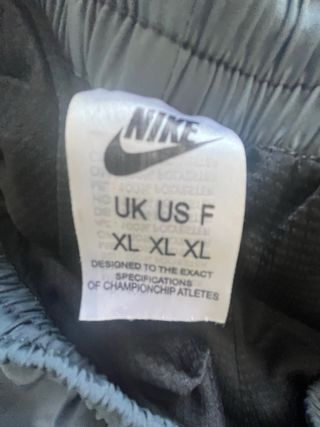 NIKE
UK US F
XL XL XL
DESIGNED TO THE EXACT
SPECIFICATIONS
OF CHAMPIONCHIP ATLETES